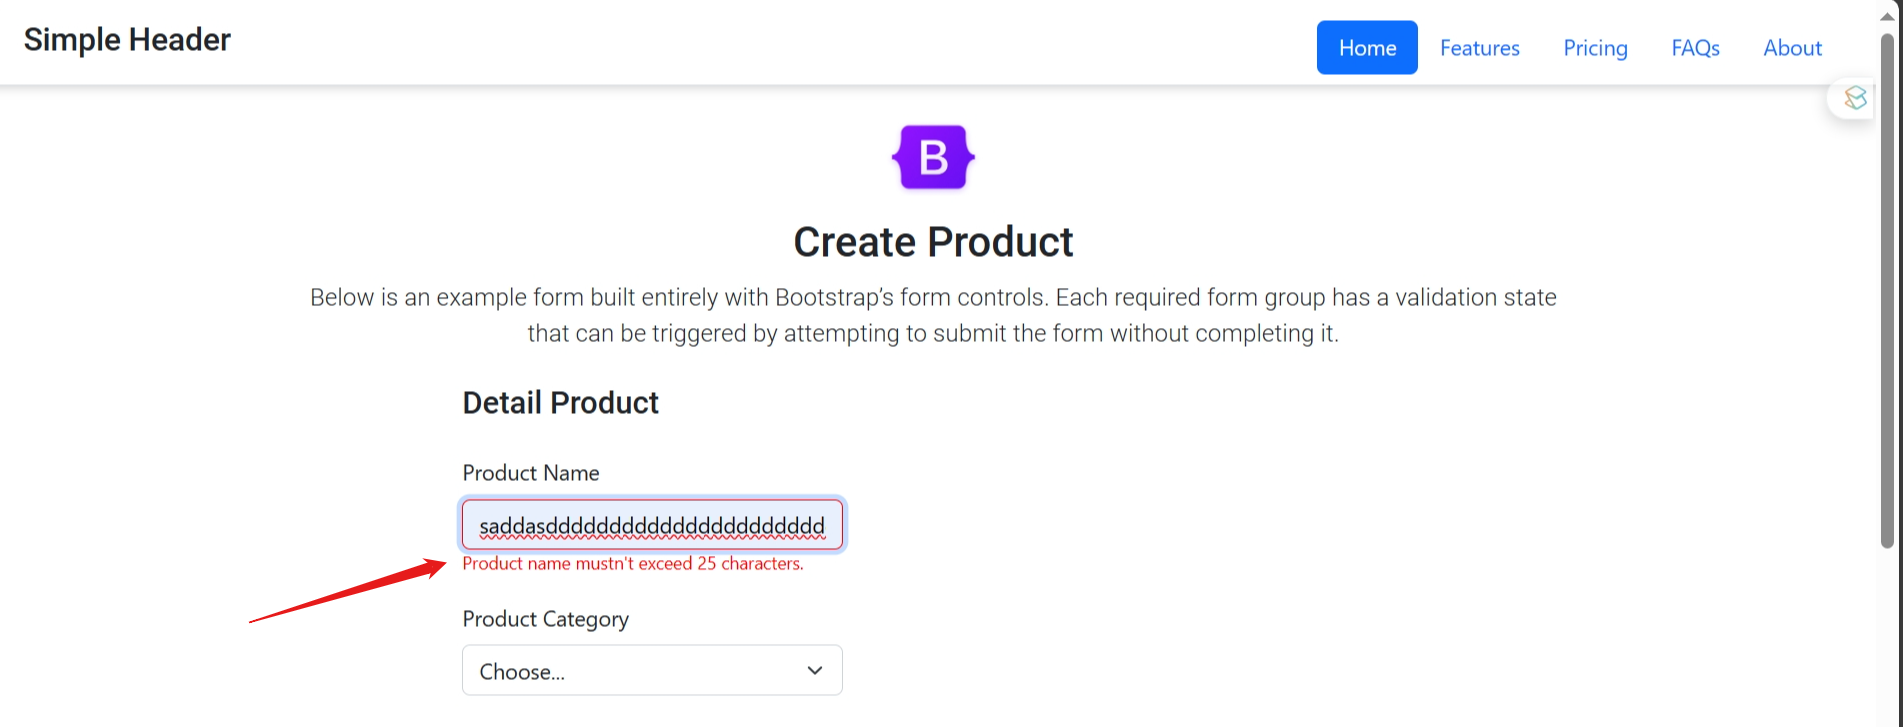 Simple Header
Home Features Pricing FAQs About
B
Create Product
Below is an example form built entirely with Bootstrap's form controls. Each required form group has a validation state
that can be triggered by attempting to submit the form without completing it.
Detail Product
Product Name
saddasdddddddddddddddddddddd
Product name mustn't exceed 25 characters.
Product Category
Choose...